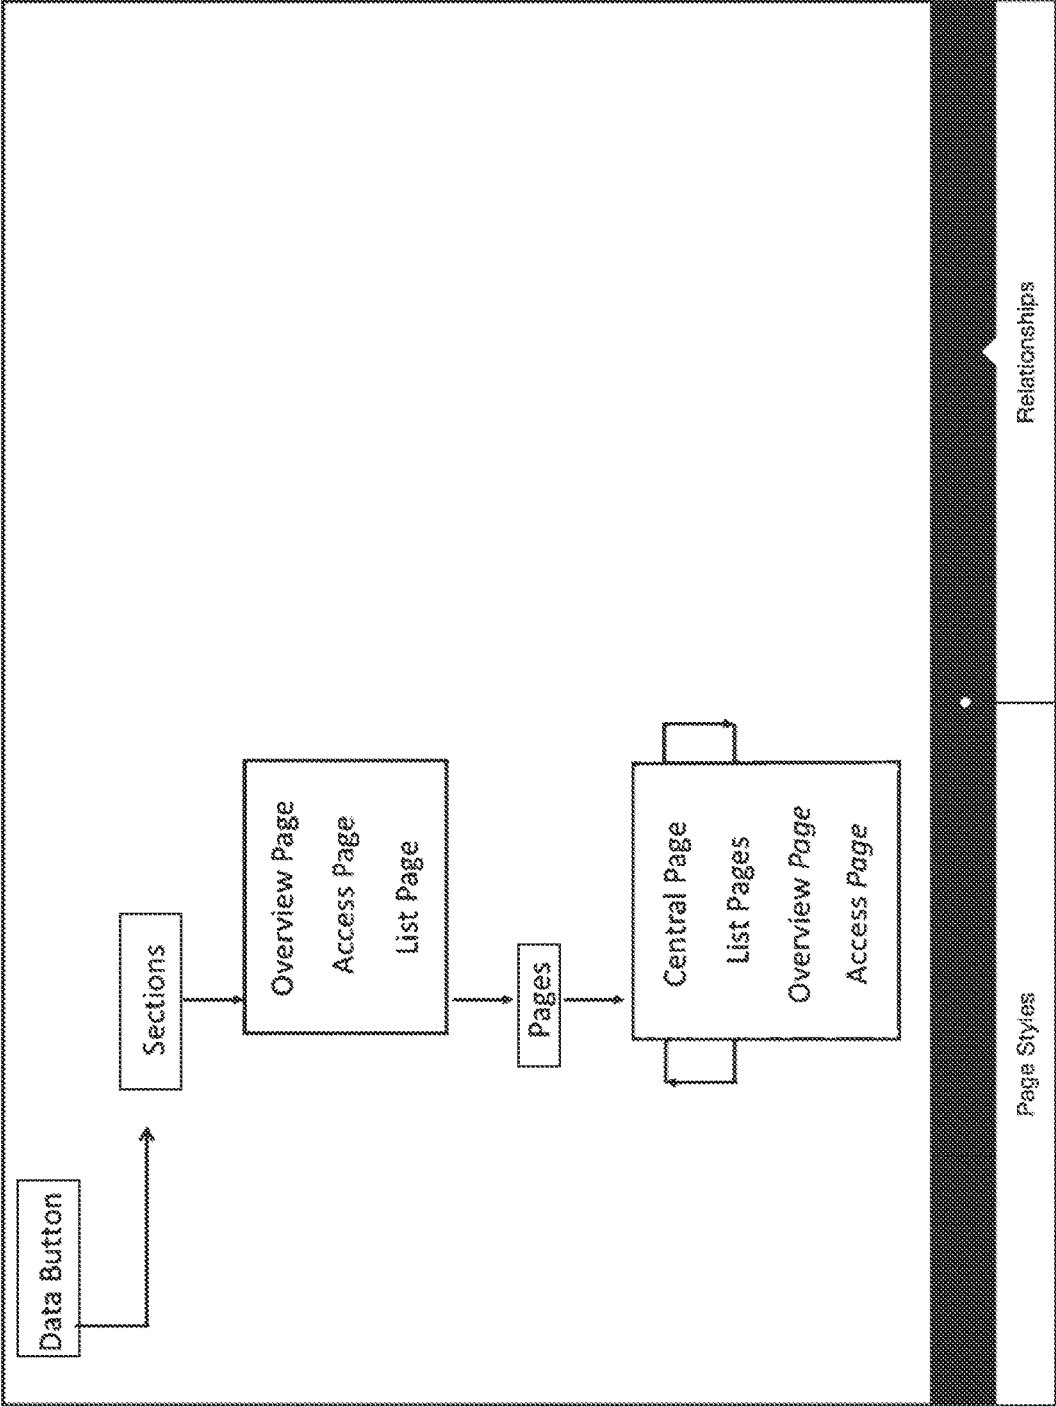 Data Button
Sections
Overview Page
Access Page
List Page
Pages
Central Page
List Pages
Overview Page
Access Page
Page Styles
Relationships